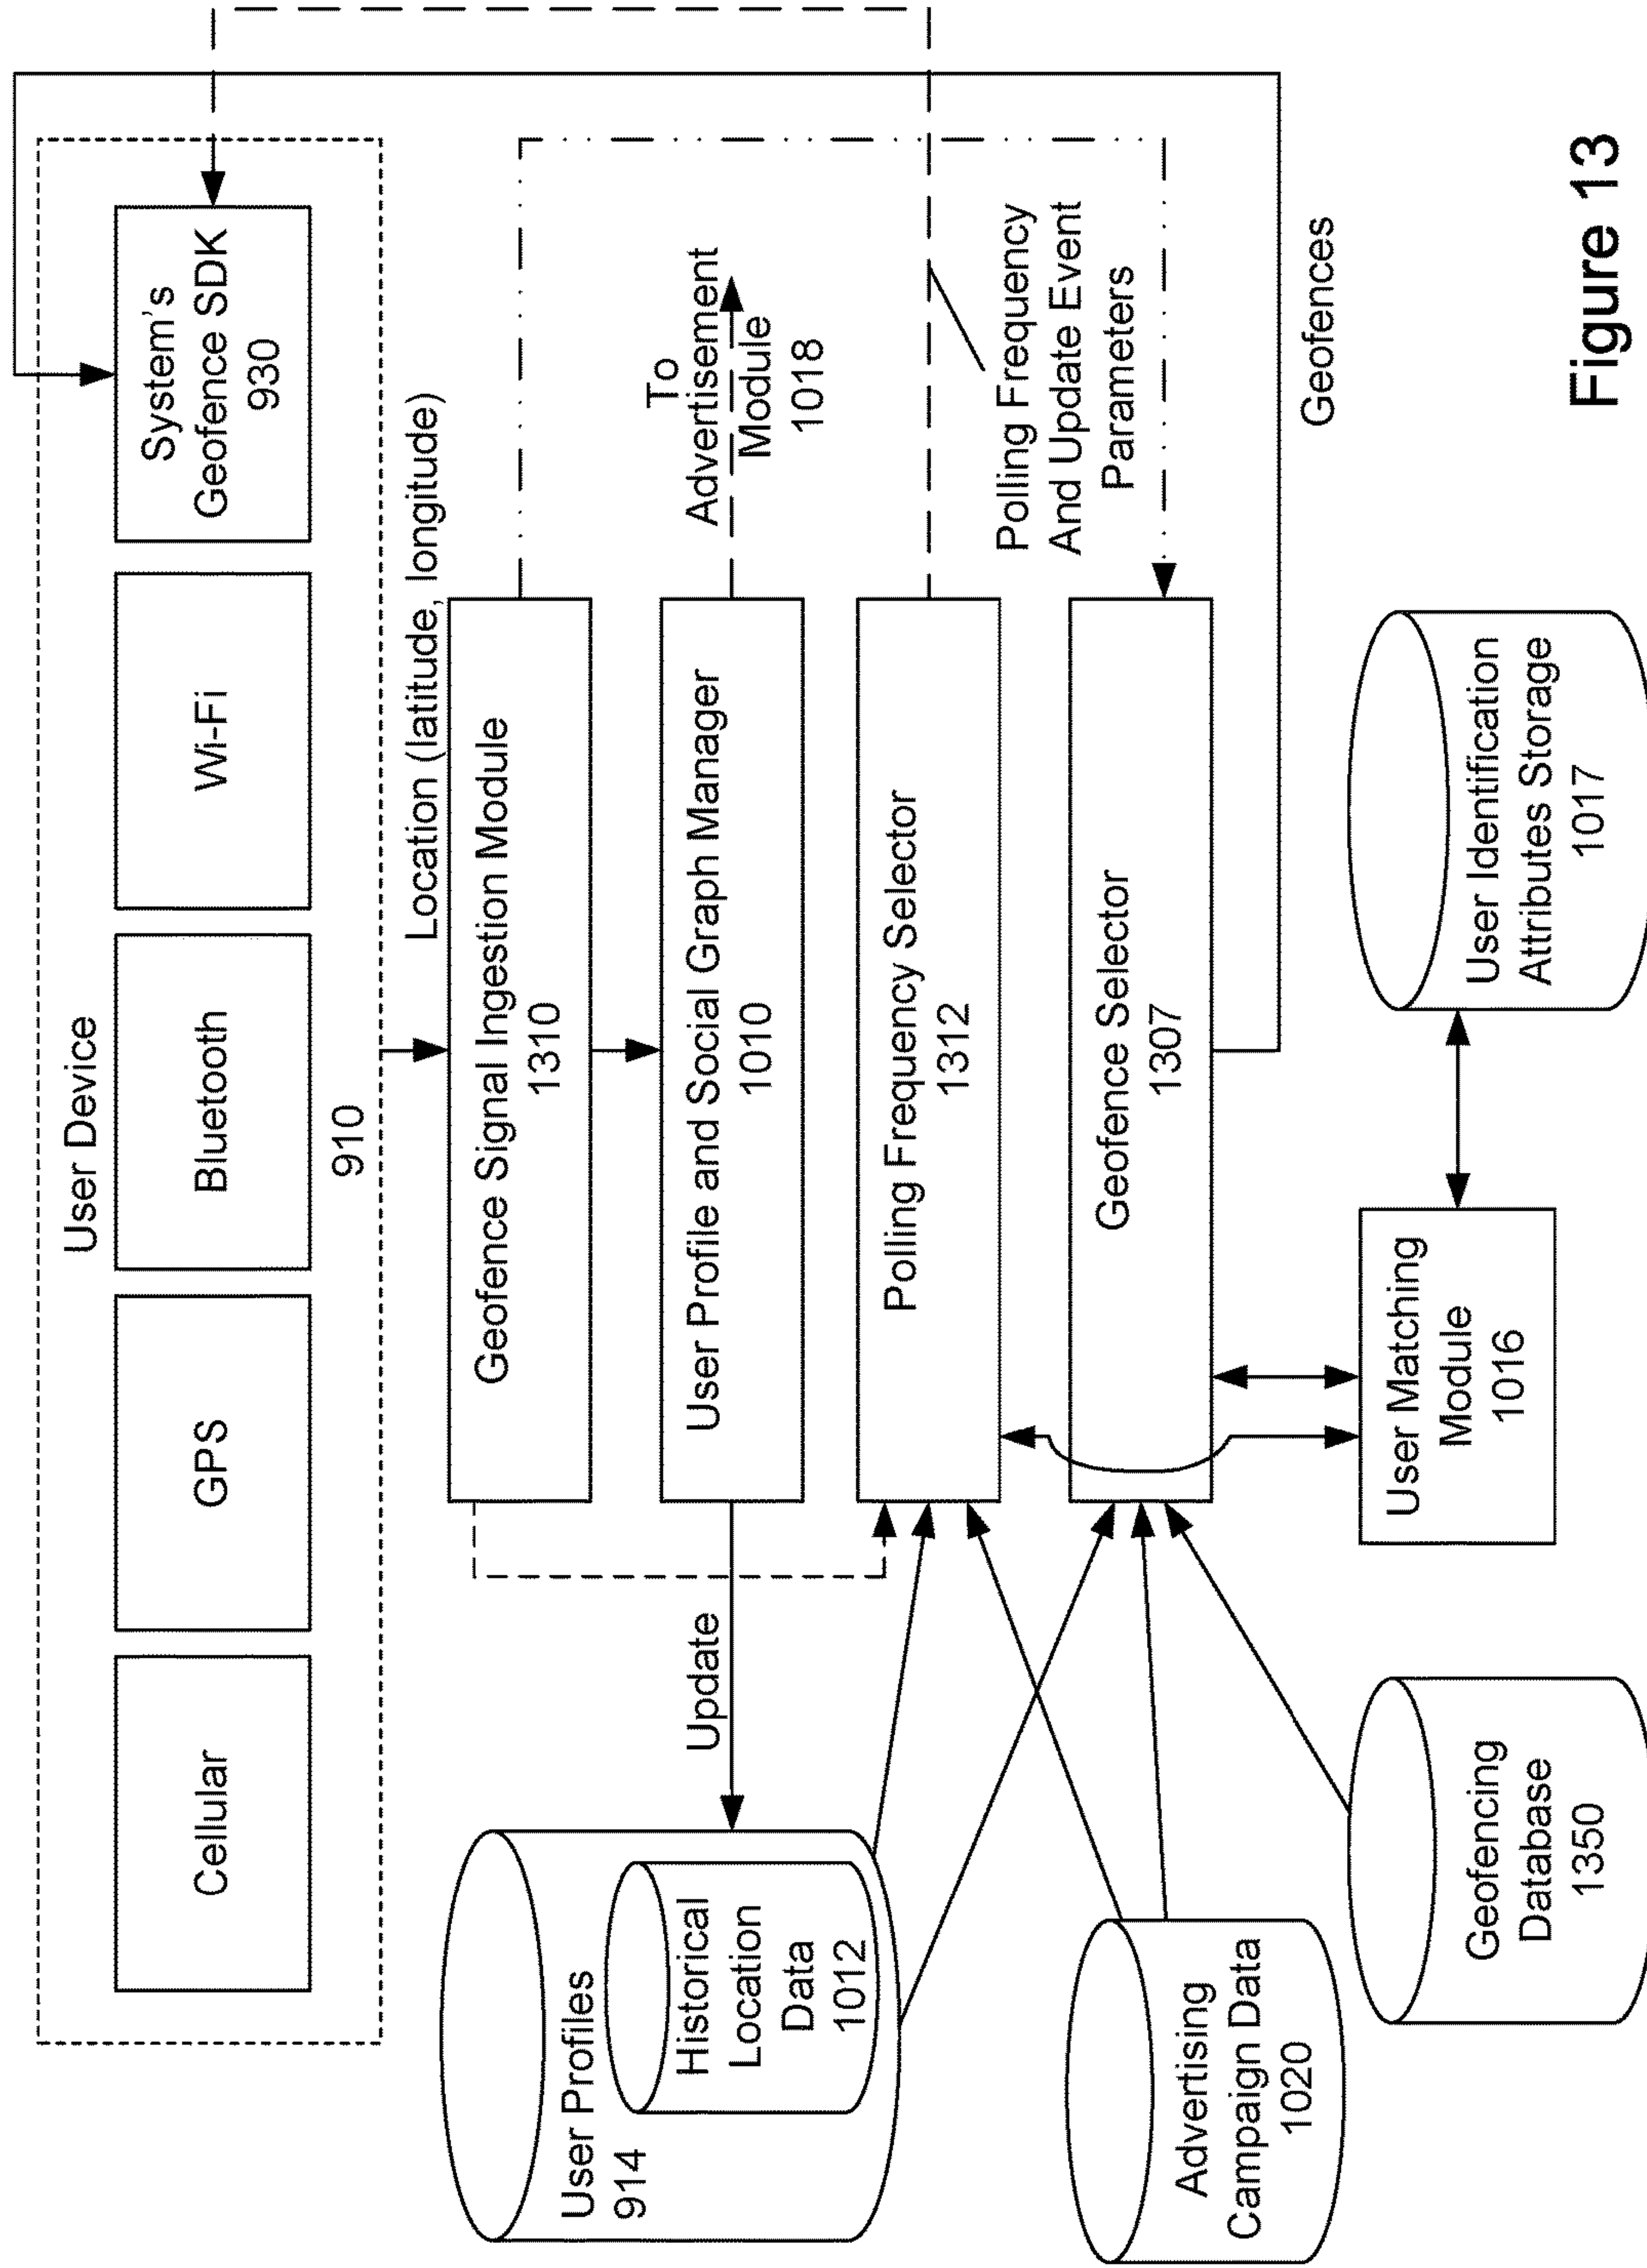 User Device
Cellular
GPS
Bluetooth
Wi-Fi
System's
Geofence SDK
930
910
Location (latitude, longitude)
Geofence Signal Ingestion Module
1310
User Profiles
914
Historical
Location
Data
1012
Update
User Profile and Social Graph Manager
1010
To
Advertisement
Module
1018
Polling Frequency Selector
1312
Polling Frequency
And Update Event
Parameters
Advertising
Campaign Data
1020
Geofence Selector
1307
Geofences
Geofencing
Database
1350
User Matching
Module
1016
User Identification
Attributes Storage
1017
Figure 13